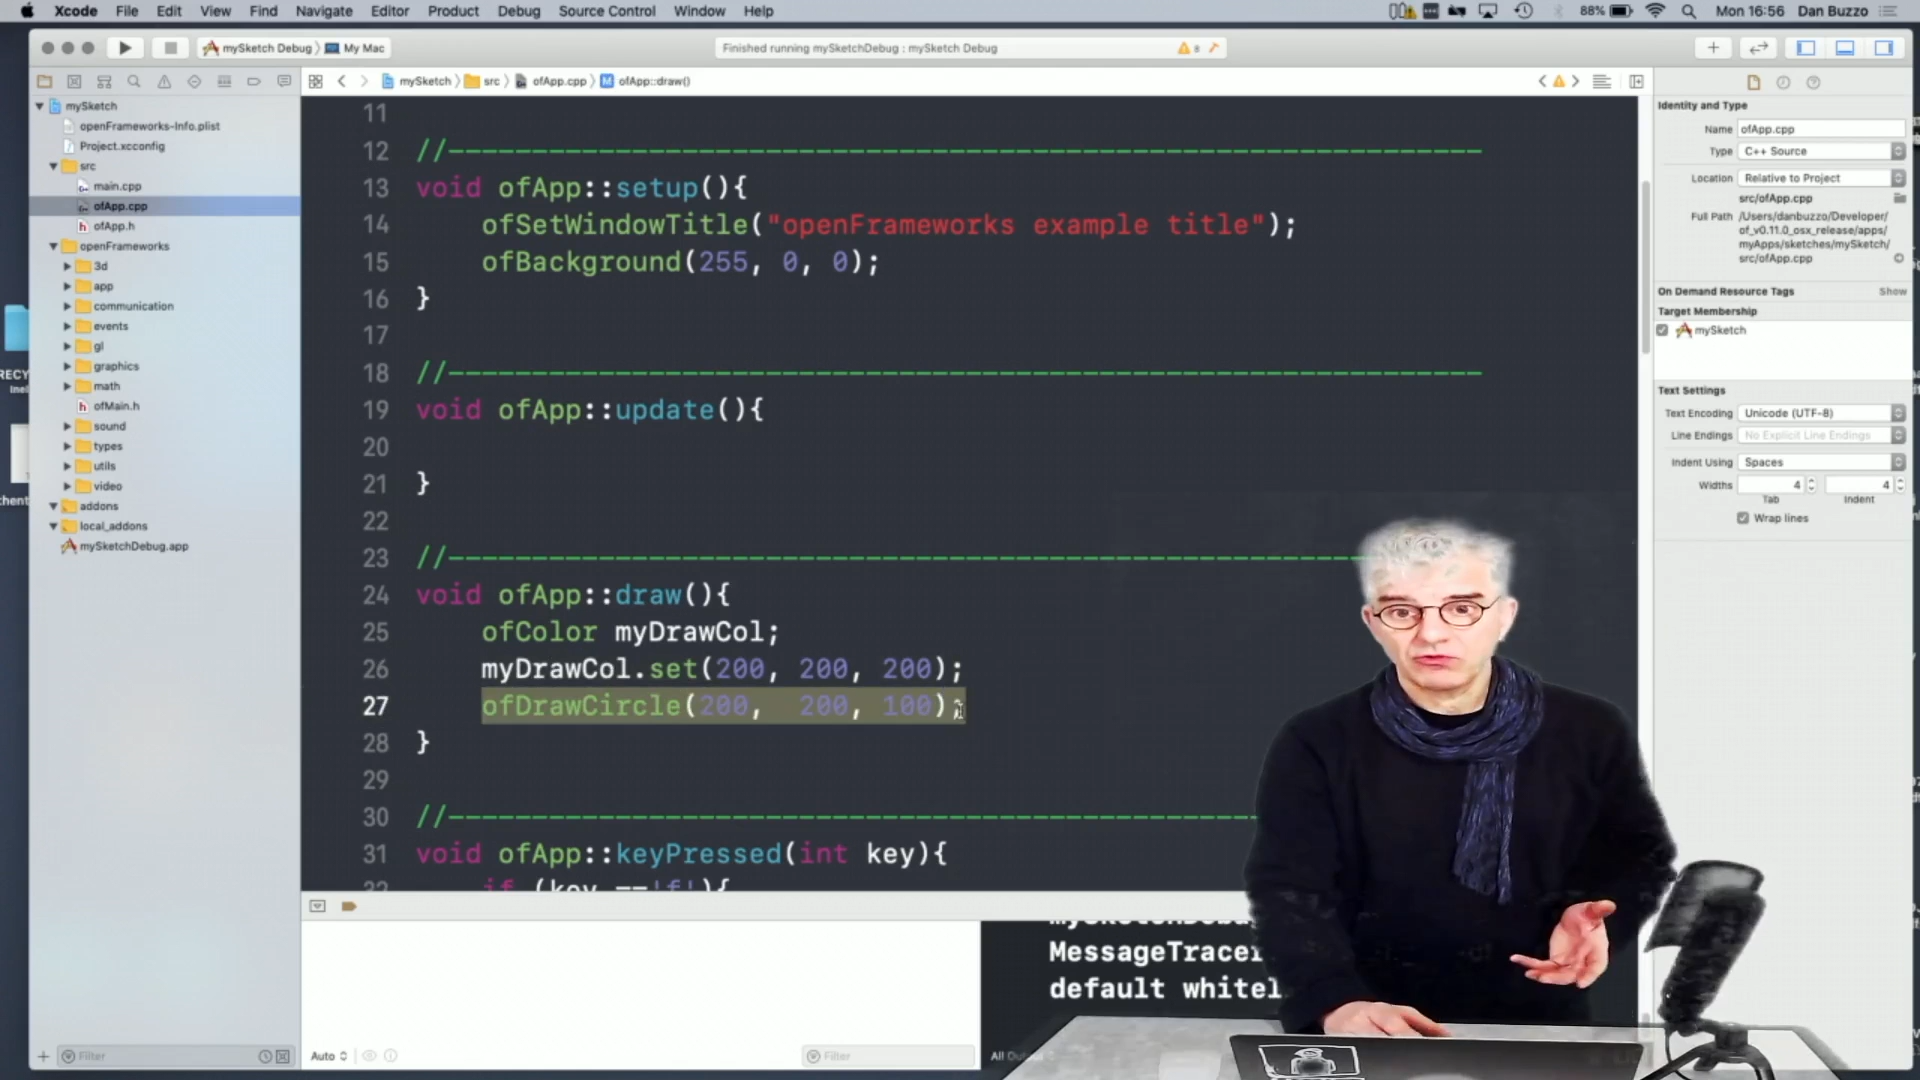 Xcode File Edit View Find Navigate Editor Product Debug Source Control Window Help 88% Mon 16:56 Dan Buzzo
mySketch Debug My Mac Finished running mySketchDebug : mySketch Debug 8
mySketch src ofApp.cpp M ofApp::draw()
mySketch
openFrameworks-Info.plist
Project.xcconfig
src
main.cpp
ofApp.cpp
h ofApp.h
openFrameworks
3d
app
communication
events
gl
graphics
math
h ofMain.h
sound
types
utils
video
addons
local_addons
mySketchDebug.app
Filter
RECY
11
12 //
13 void ofApp::setup(){
14 ofSetWindowTitle("openFrameworks example title");
15 ofBackground(255, 0, 0);
16 }
17
18 //
19 void ofApp::update(){
20
21 }
22
23 //
24 void ofApp::draw(){
25 ofColor myDrawCol;
26 myDrawCol.set(200, 200, 200);
27 ofDrawCircle(200, 200, 100);
28 }
29
30 //
31 void ofApp::keyPressed(int key){
32 if (key =='f'){
MessageTracer
default whitel
Auto
Filter
All Out
Identity and Type
Name ofApp.cpp
Type C++ Source
Location Relative to Project
src/ofApp.cpp
Full Path /Users/danbuzzo/Developer/
of_v0.11.0_osx_release/apps/
myApps/sketches/mySketch/
src/ofApp.cpp
On Demand Resource Tags Show
Target Membership
mySketch
Text Settings
Text Encoding Unicode (UTF-8)
Line Endings No Explicit Line Endings
Indent Using Spaces
Widths 4 4
Tab Indent
Wrap lines